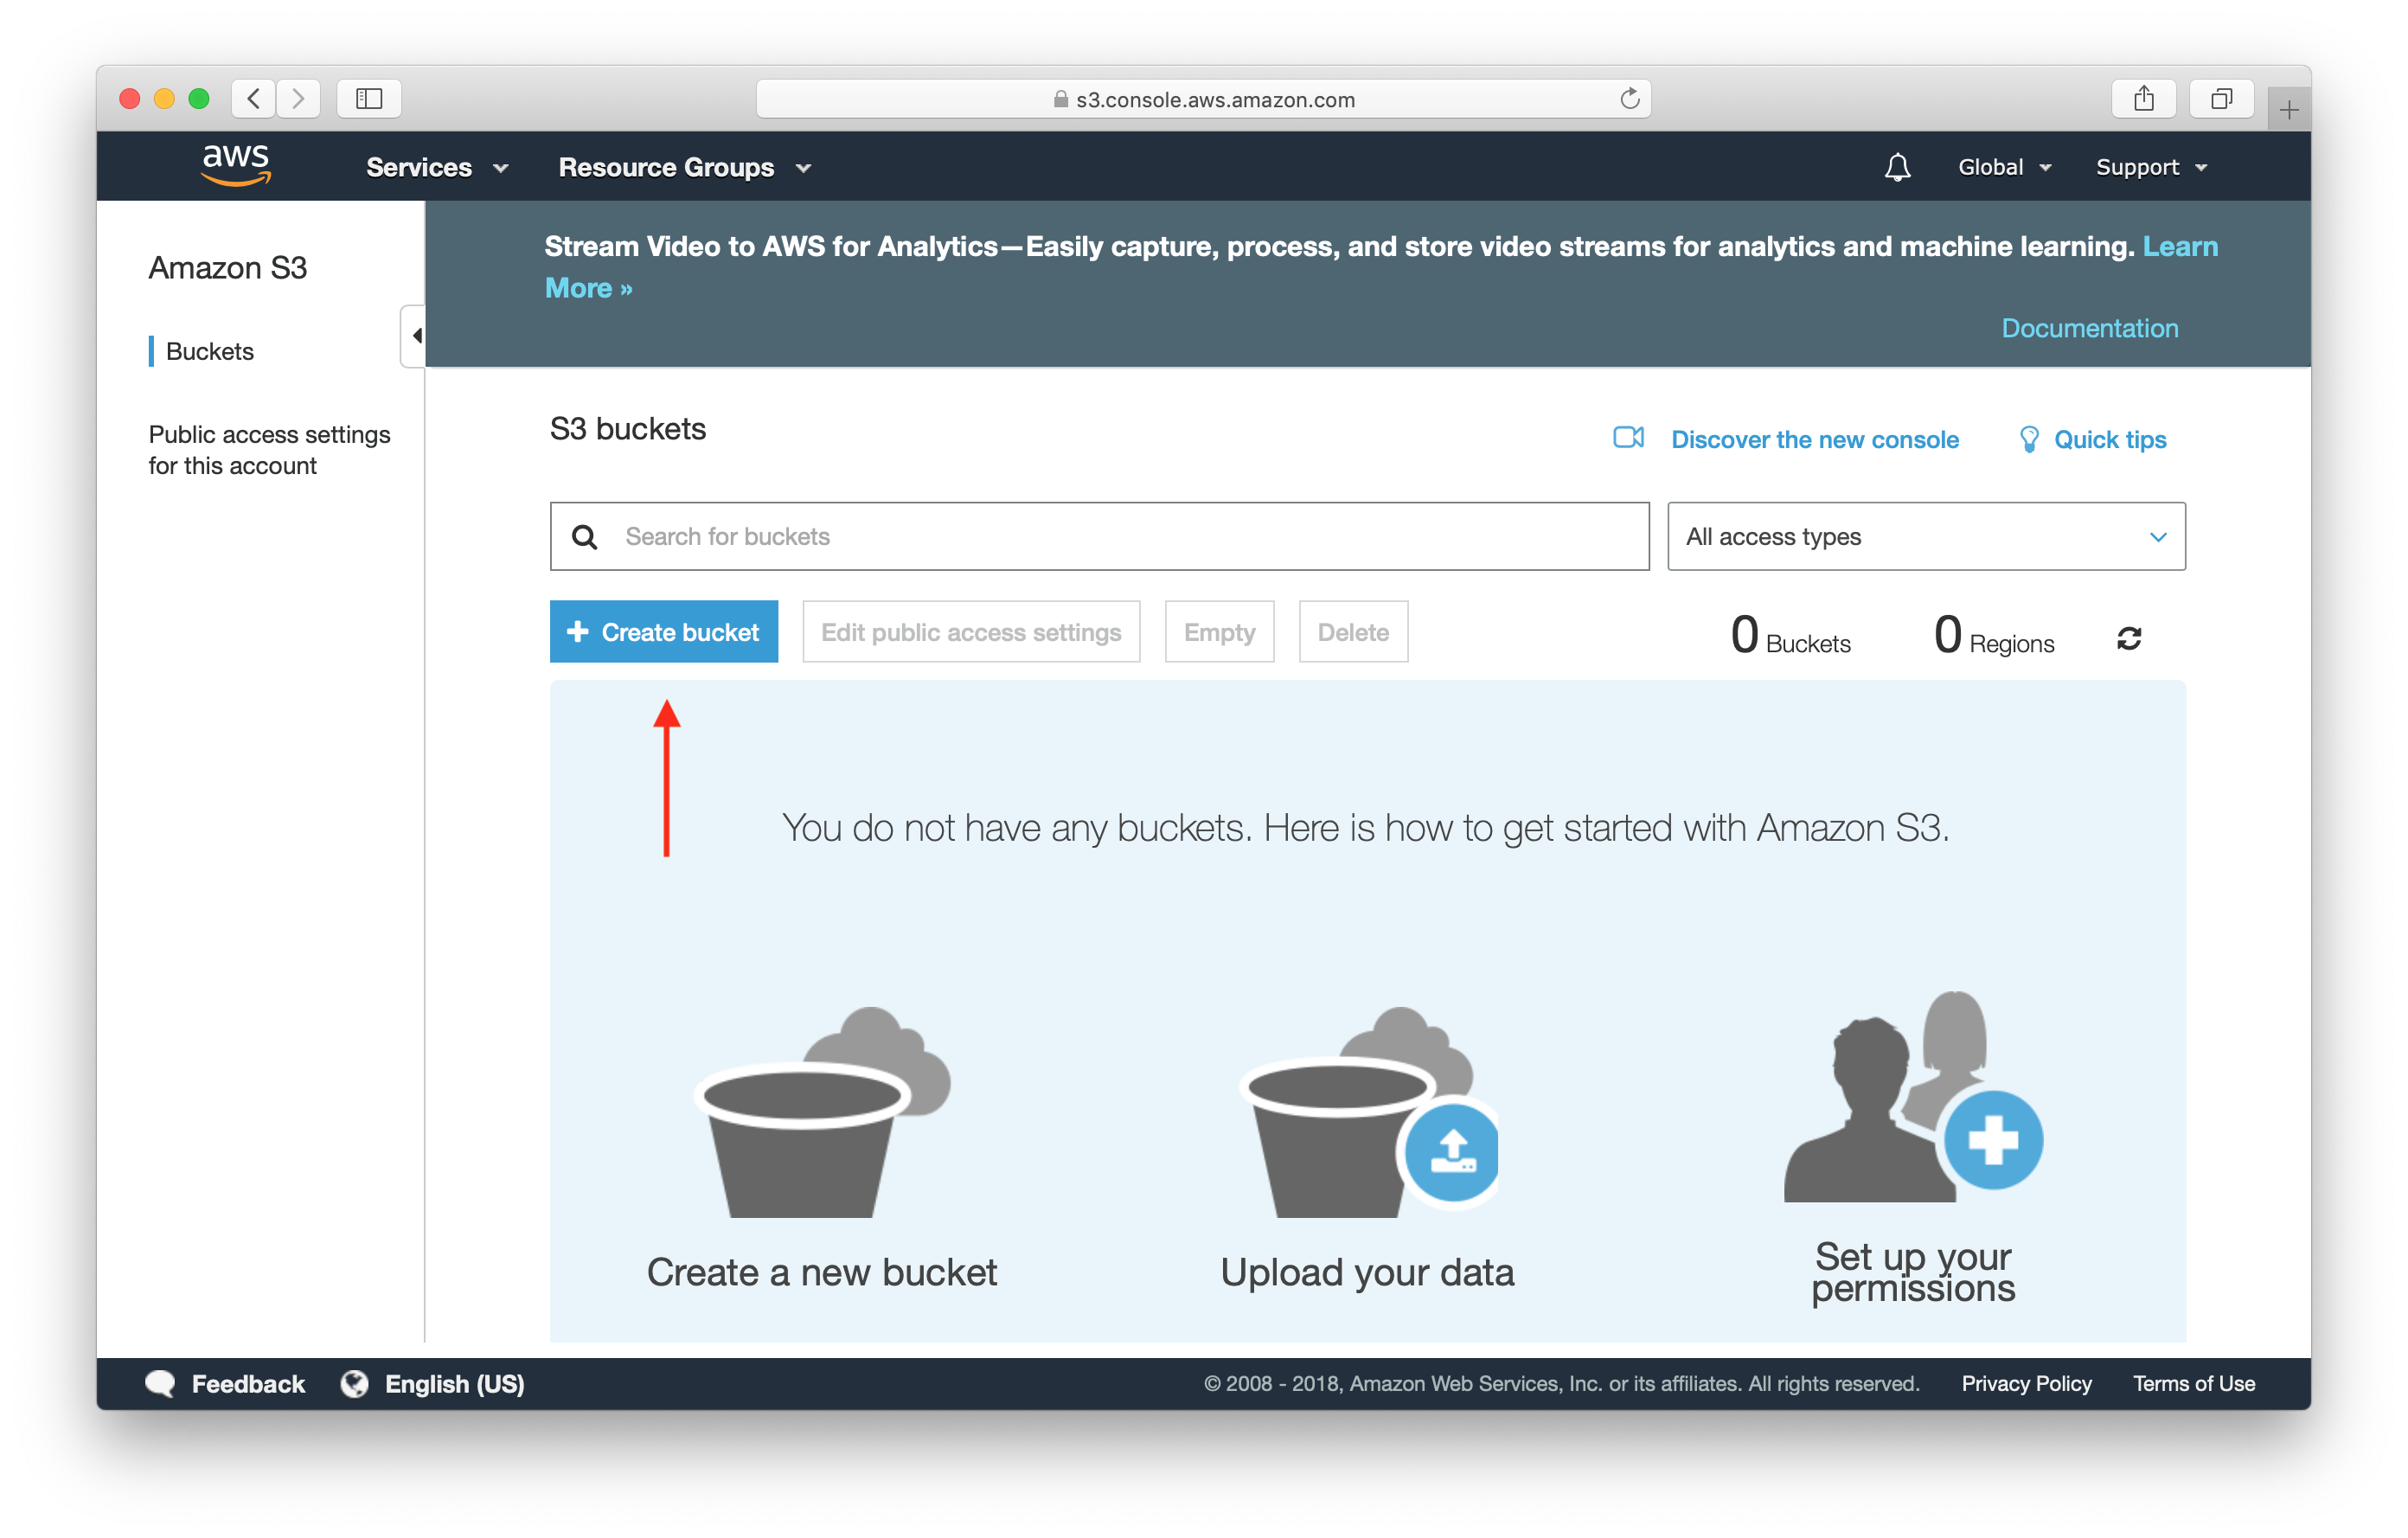 s3.console.aws.amazon.com
aws
Services
Resource Groups
Global
Support
Amazon S3
Buckets
Public access settings
for this account
Stream Video to AWS for Analytics—Easily capture, process, and store video streams for analytics and machine learning. Learn
More »
Documentation
S3 buckets
Discover the new console
Quick tips
Search for buckets
All access types
+ Create bucket
Edit public access settings
Empty
Delete
0 Buckets
0 Regions
You do not have any buckets. Here is how to get started with Amazon S3.
Create a new bucket
Upload your data
Set up your
permissions
Feedback
English (US)
© 2008 - 2018, Amazon Web Services, Inc. or its affiliates. All rights reserved.
Privacy Policy
Terms of Use